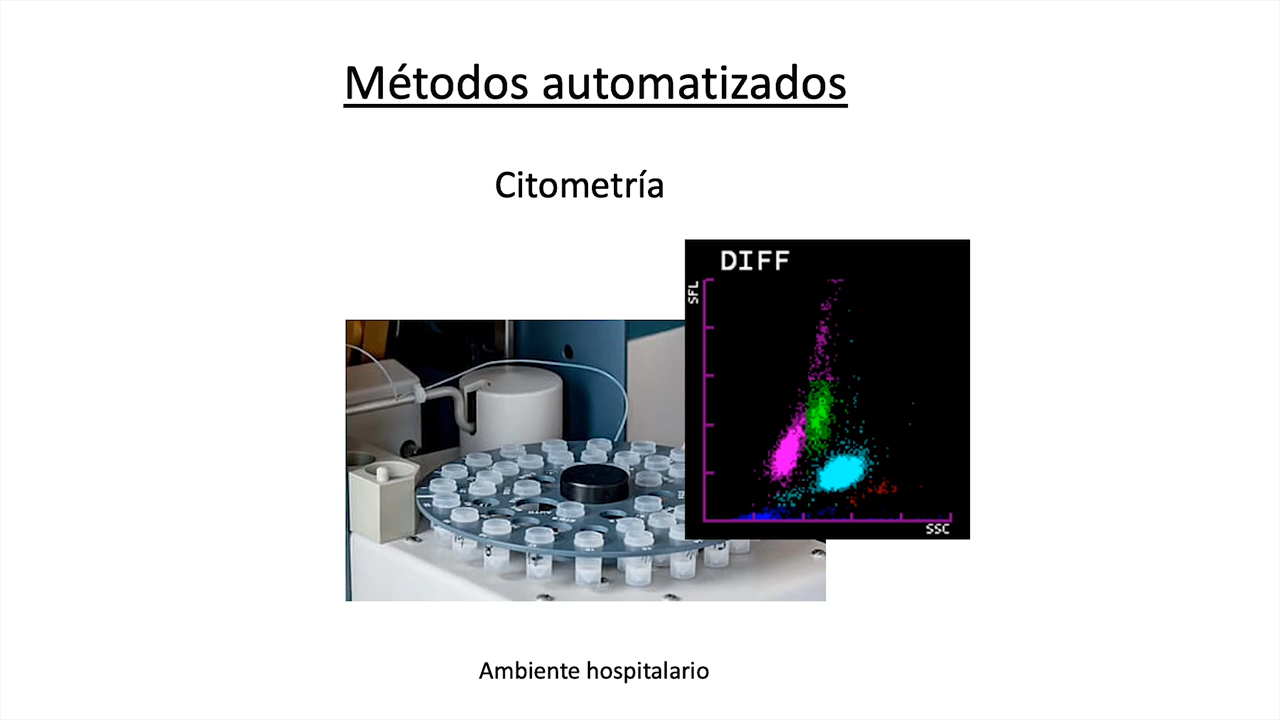 Métodos automatizados
Citometría
DIFF
SFL
SSC
Ambiente hospitalario